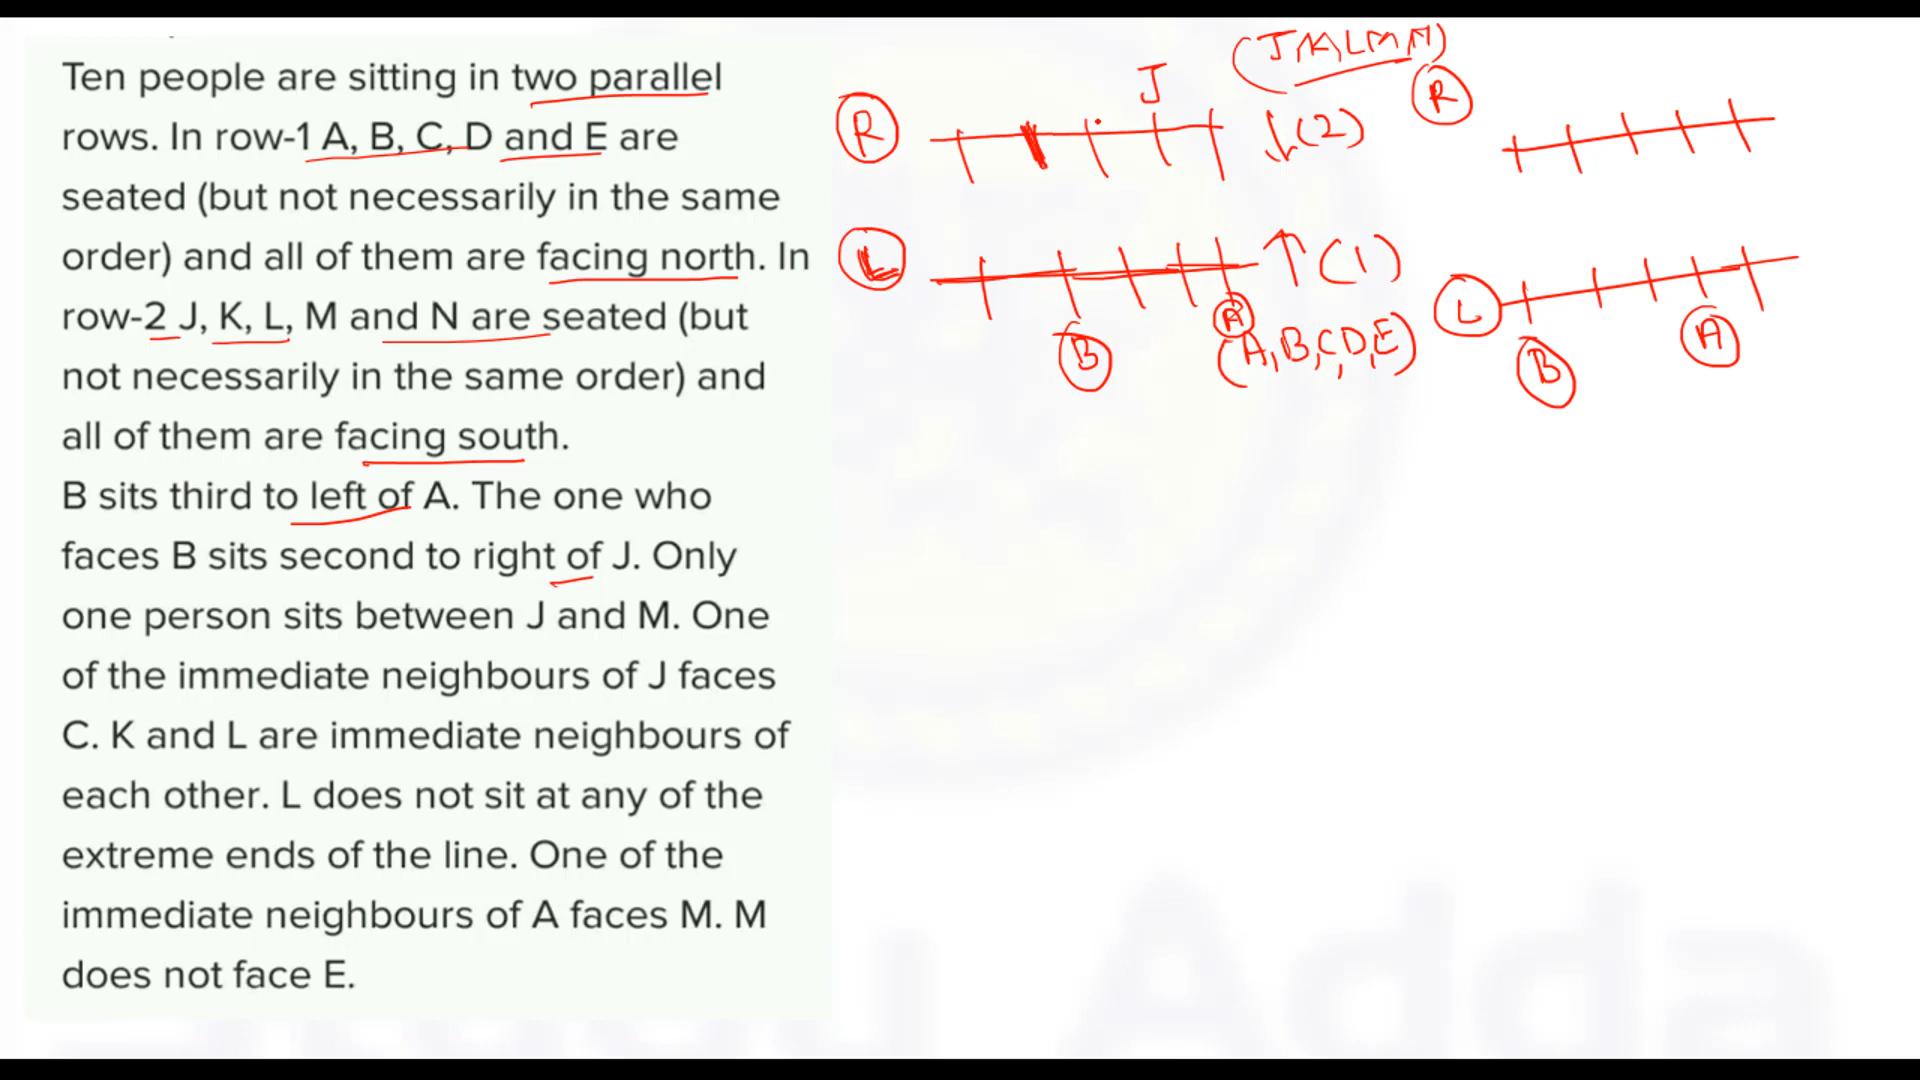 Ten people are sitting in two parallel
rows. In row-1 A, B, C, D and E are
seated (but not necessarily in the same
order) and all of them are facing north. In
row-2 J, K, L, M and N are seated (but
not necessarily in the same order) and
all of them are facing south.
B sits third to left of A. The one who
faces B sits second to right of J. Only
one person sits between J and M. One
of the immediate neighbours of J faces
C. K and L are immediate neighbours of
each other. L does not sit at any of the
extreme ends of the line. One of the
immediate neighbours of A faces M. M
does not face E.
(J K L M N)
J
R
↓(2)
R
L
↑(1)
A
B
(A, B, C, D, E)
L
B
A
Adda